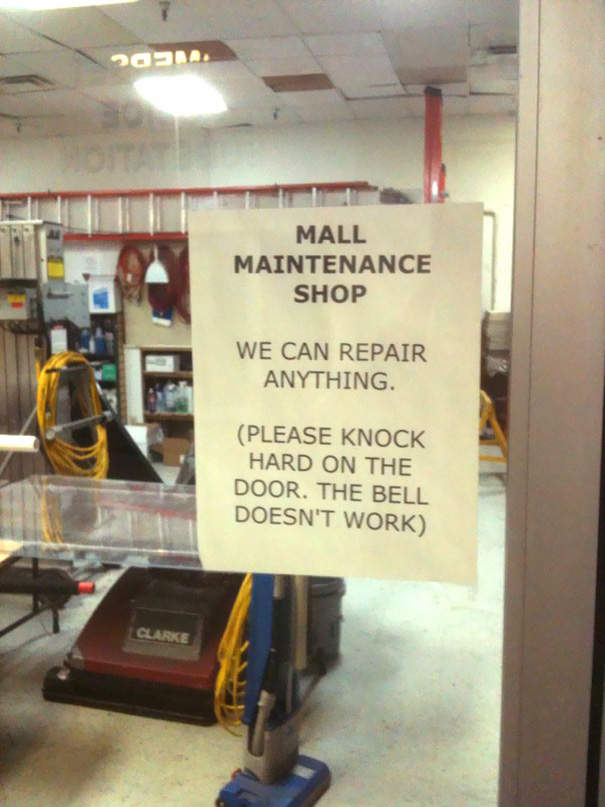 MALL
MAINTENANCE
SHOP
WE CAN REPAIR
ANYTHING.
(PLEASE KNOCK
HARD ON THE
DOOR. THE BELL
DOESN'T WORK)
CLARKE